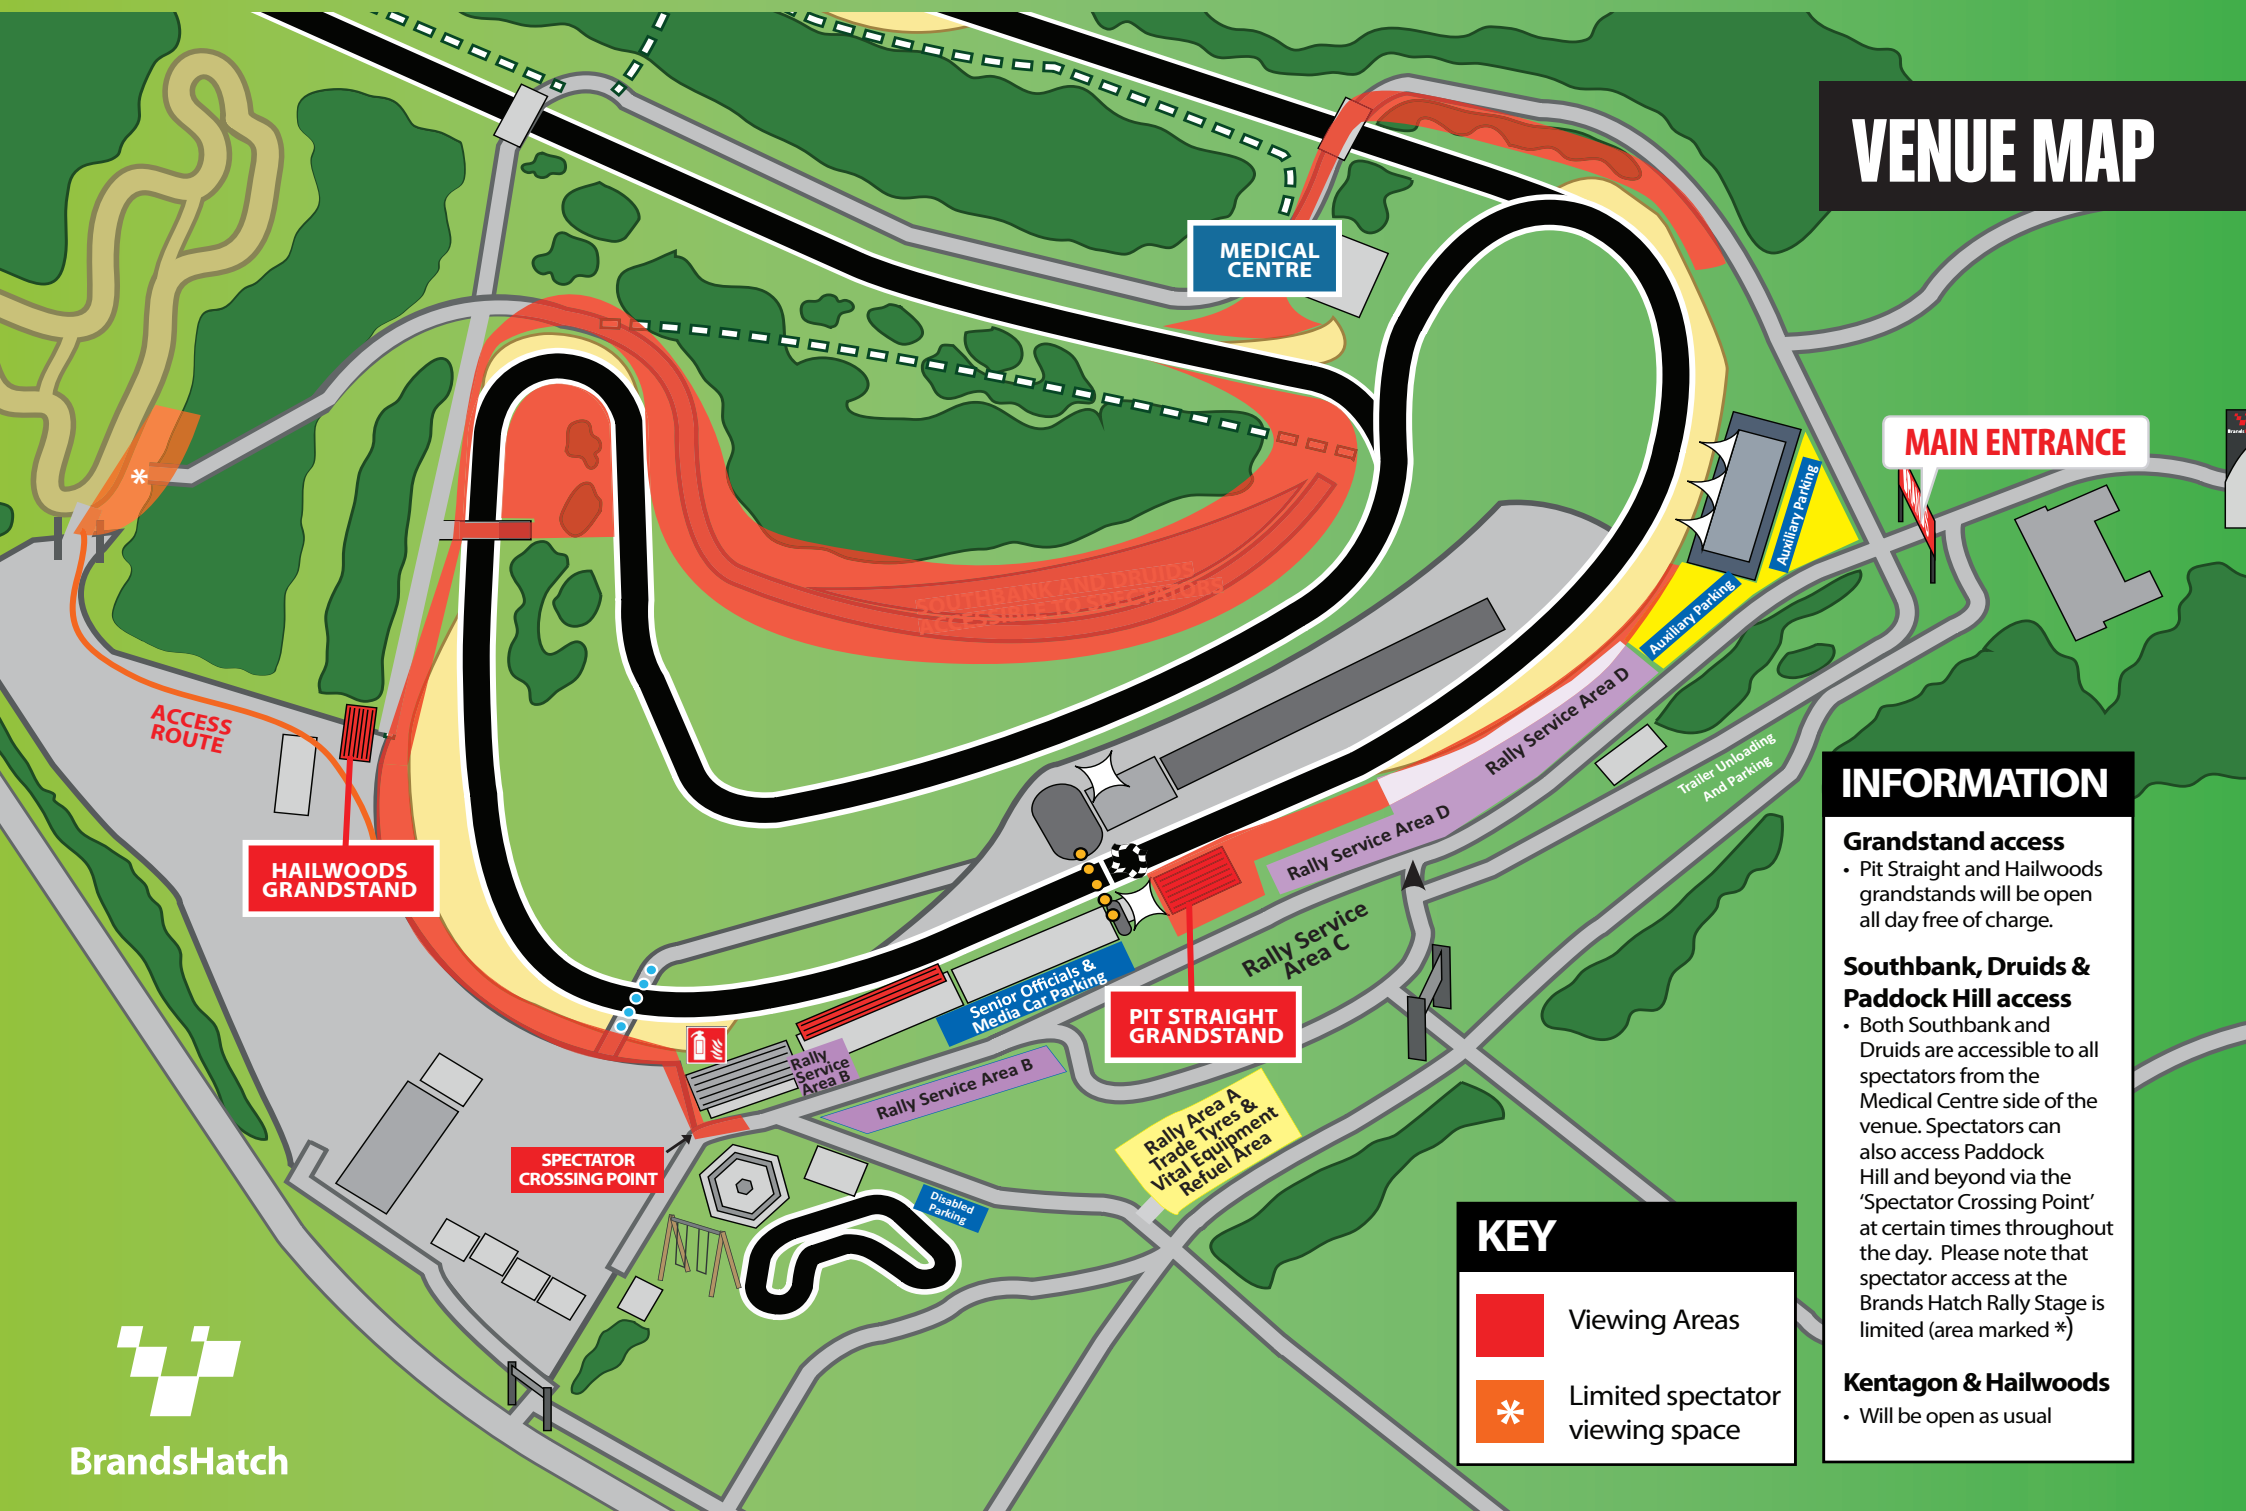 VENUE MAP
MEDICAL
CENTRE
MAIN ENTRANCE
Auxiliary Parking
Auxiliary Parking
SOUTHBANK AND DRUIDS
ACCESSIBLE TO SPECTATORS
*
ACCESS
ROUTE
HAILWOODS
GRANDSTAND
Rally Service Area D
Rally Service Area D
Trailer Unloading
And Parking
Rally Service
Area C
Senior Officials &
Media Car Parking
PIT STRAIGHT
GRANDSTAND
Rally
Service
Area B
Rally Service Area B
Rally Area A
Trade Tyres &
Vital Equipment
Refuel Area
SPECTATOR
CROSSING POINT
Disabled
Parking
INFORMATION
Grandstand access
• Pit Straight and Hailwoods
grandstands will be open
all day free of charge.
Southbank, Druids &
Paddock Hill access
• Both Southbank and
Druids are accessible to all
spectators from the
Medical Centre side of the
venue. Spectators can
also access Paddock
Hill and beyond via the
‘Spectator Crossing Point’
at certain times throughout
the day. Please note that
spectator access at the
Brands Hatch Rally Stage is
limited (area marked *)
Kentagon & Hailwoods
• Will be open as usual
KEY
Viewing Areas
*
Limited spectator
viewing space
BrandsHatch